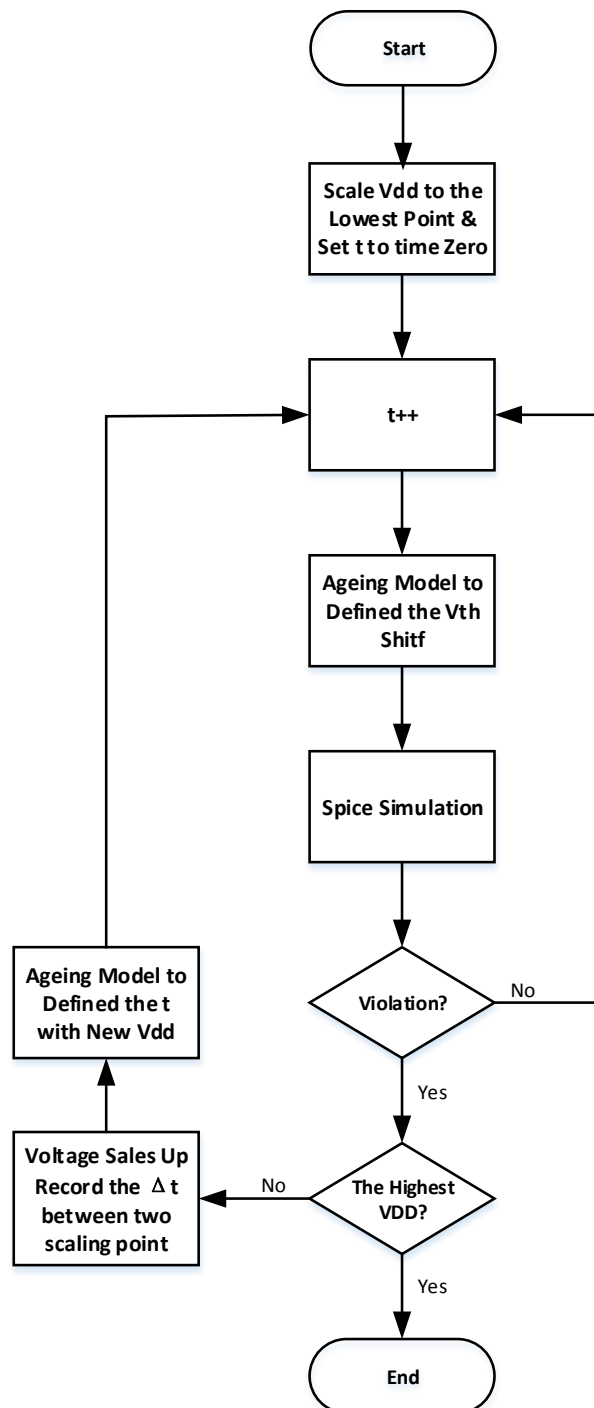 Start
Scale Vdd to the
Lowest Point &
Set t to time Zero
t++
Ageing Model to
Defined the Vth
Shitf
Spice Simulation
Violation?
No
Yes
The Highest
VDD?
No
Yes
End
Voltage Sales Up
Record the Δ t
between two
scaling point
Ageing Model to
Defined the t
with New Vdd